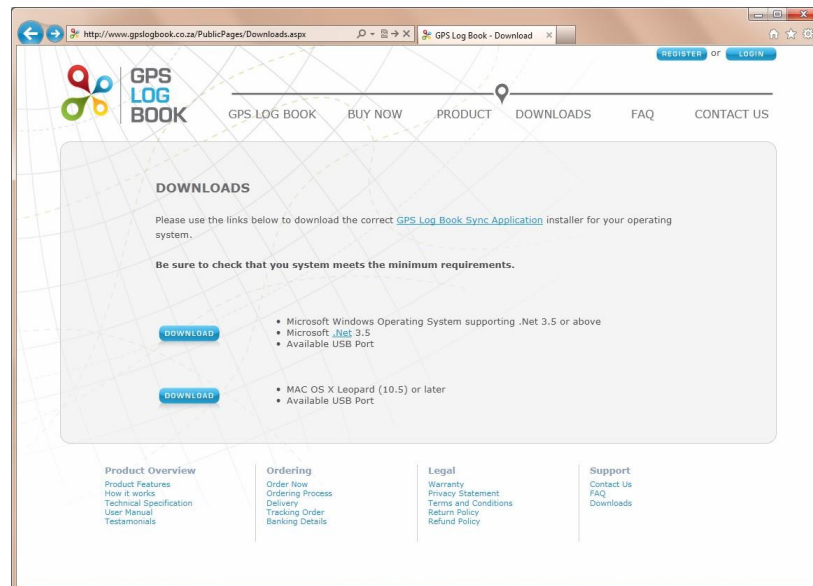 http://www.gpslogbook.co.za/PublicPages/Downloads.aspx
GPS Log Book - Download
REGISTER or LOGIN
GPS
LOG
BOOK
GPS LOG BOOK BUY NOW PRODUCT DOWNLOADS FAQ CONTACT US
DOWNLOADS
Please use the links below to download the correct GPS Log Book Sync Application installer for your operating
system.
Be sure to check that you system meets the minimum requirements.
DOWNLOAD
• Microsoft Windows Operating System supporting .Net 3.5 or above
• Microsoft .Net 3.5
• Available USB Port
DOWNLOAD
• MAC OS X Leopard (10.5) or later
• Available USB Port
Product Overview
Product Features
How it works
Technical Specification
User Manual
Testamonials
Ordering
Order Now
Ordering Process
Delivery
Tracking Order
Banking Details
Legal
Warranty
Privacy Statement
Terms and Conditions
Return Policy
Refund Policy
Support
Contact Us
FAQ
Downloads